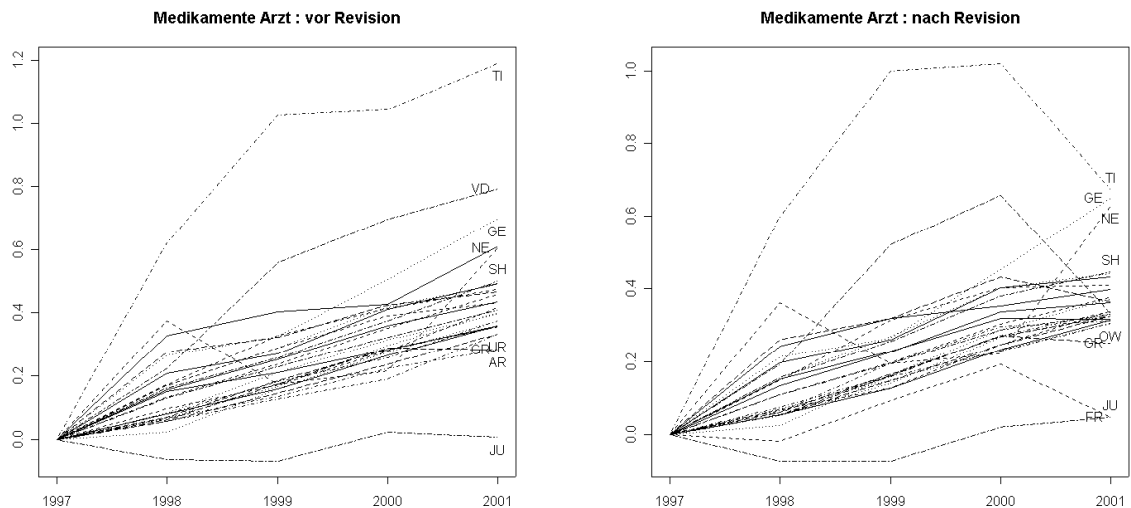 Medikamente Arzt : vor Revision
1.2
1.0
0.8
0.6
0.4
0.2
0.0
TI
VD
GE
NE
SH
UR
GR
AR
JU
1997 1998 1999 2000 2001
Medikamente Arzt : nach Revision
1.0
0.8
0.6
0.4
0.2
0.0
TI
GE
NE
SH
OW
GR
JU
FR
1997 1998 1999 2000 2001